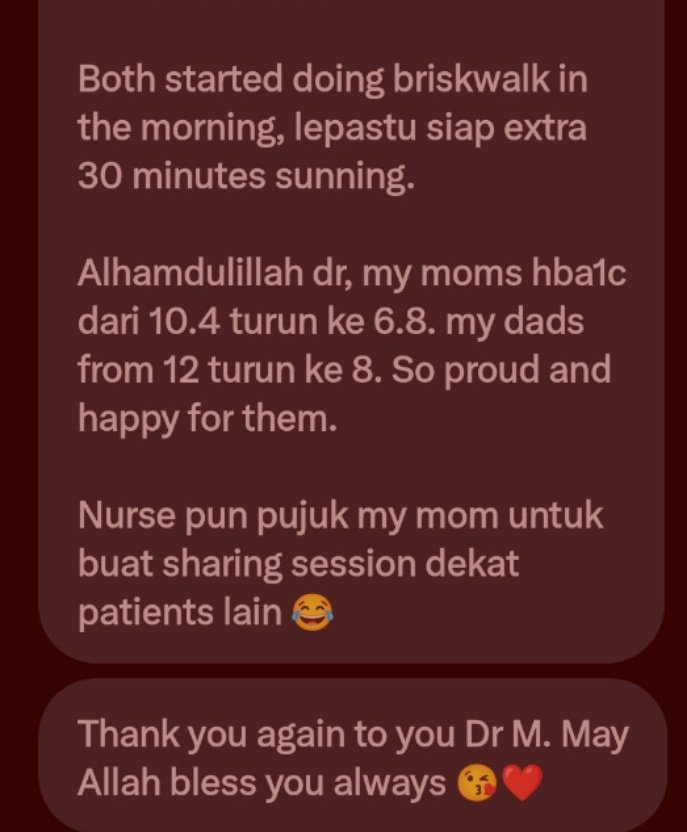 Both started doing briskwalk in
the morning, lepastu siap extra
30 minutes sunning.
Alhamdulillah dr, my moms hba1c
dari 10.4 turun ke 6.8. my dads
from 12 turun ke 8. So proud and
happy for them.
Nurse pun pujuk my mom untuk
buat sharing session dekat
patients lain 😂
Thank you again to you Dr M. May
Allah bless you always 😘❤️